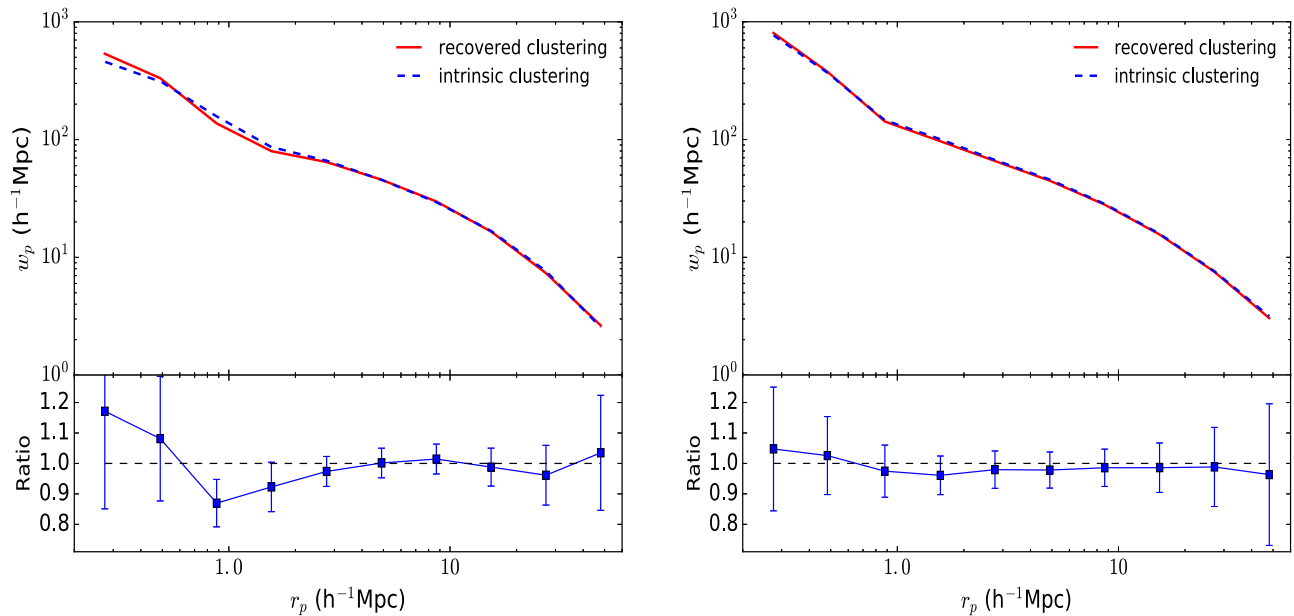 10³
recovered clustering
intrinsic clustering
10²
w_p (h⁻¹Mpc)
10¹
10⁰
1.2
1.1
1.0
0.9
0.8
Ratio
1.0
10
r_p (h⁻¹Mpc)
10³
recovered clustering
intrinsic clustering
10²
w_p (h⁻¹Mpc)
10¹
10⁰
1.2
1.1
1.0
0.9
0.8
Ratio
1.0
10
r_p (h⁻¹Mpc)